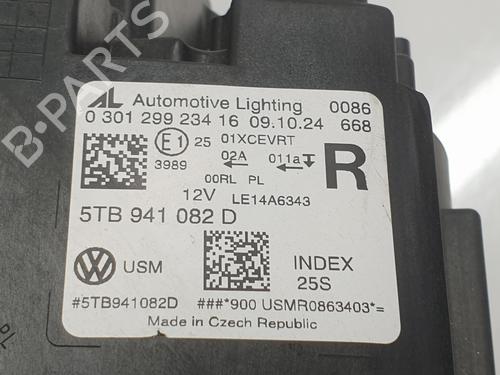 B-PARTS
AL Automotive Lighting 0086
0 301 299 234 16 09.10.24 668
E1 25 01XCEVRT
3989 02A 011a R
00RL PL
12V LE14A6343
5TB 941 082 D
VW USM INDEX
25S
#5TB941082D ###*900 USMR0863403*=
Made in Czech Republic